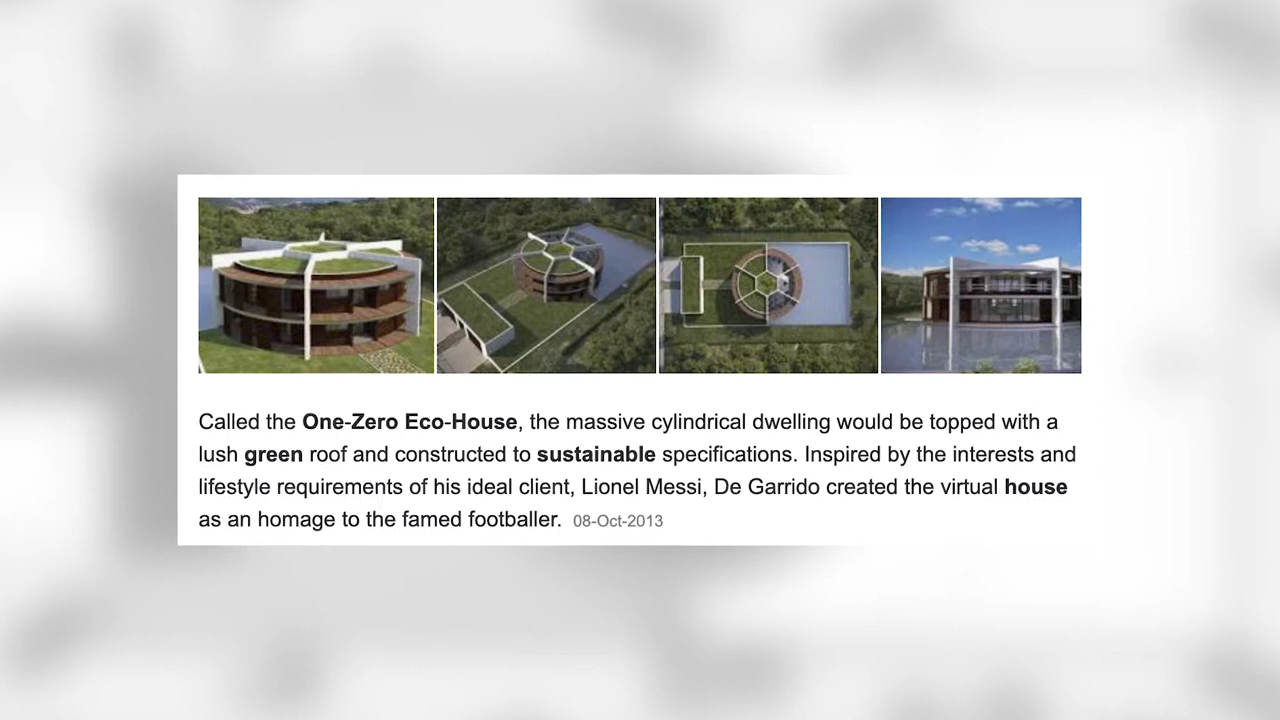 Called the One-Zero Eco-House, the massive cylindrical dwelling would be topped with a
lush green roof and constructed to sustainable specifications. Inspired by the interests and
lifestyle requirements of his ideal client, Lionel Messi, De Garrido created the virtual house
as an homage to the famed footballer. 08-Oct-2013